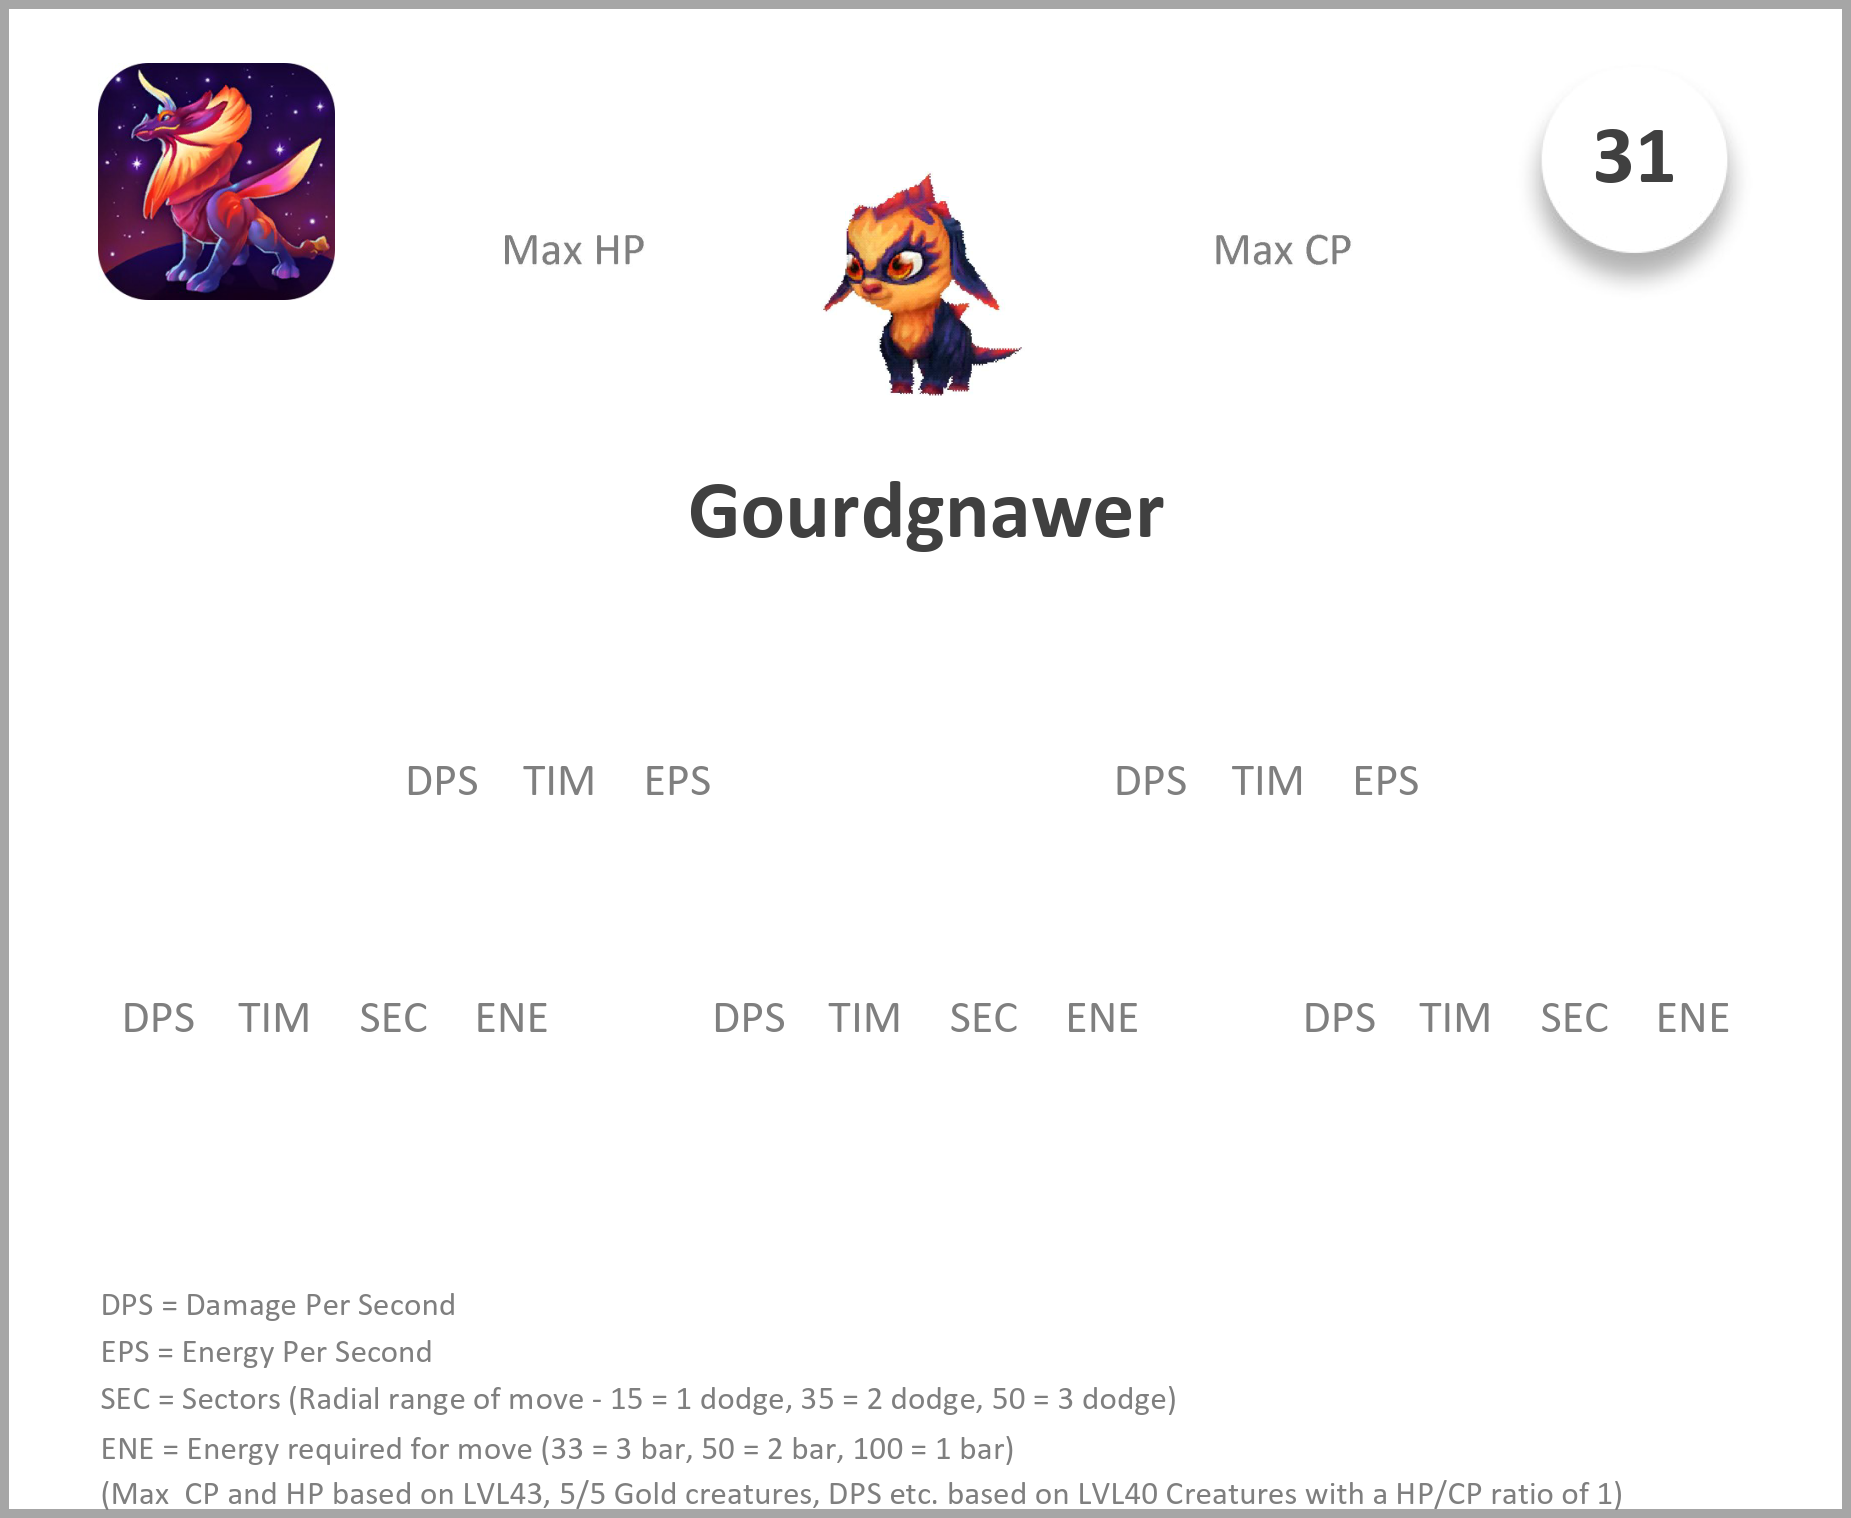 31
Max HP
Max CP
Gourdgnawer
DPS TIM EPS DPS TIM EPS
DPS TIM SEC ENE DPS TIM SEC ENE DPS TIM SEC ENE
DPS = Damage Per Second
EPS = Energy Per Second
SEC = Sectors (Radial range of move - 15 = 1 dodge, 35 = 2 dodge, 50 = 3 dodge)
ENE = Energy required for move (33 = 3 bar, 50 = 2 bar, 100 = 1 bar)
(Max  CP and HP based on LVL43, 5/5 Gold creatures, DPS etc. based on LVL40 Creatures with a HP/CP ratio of 1)